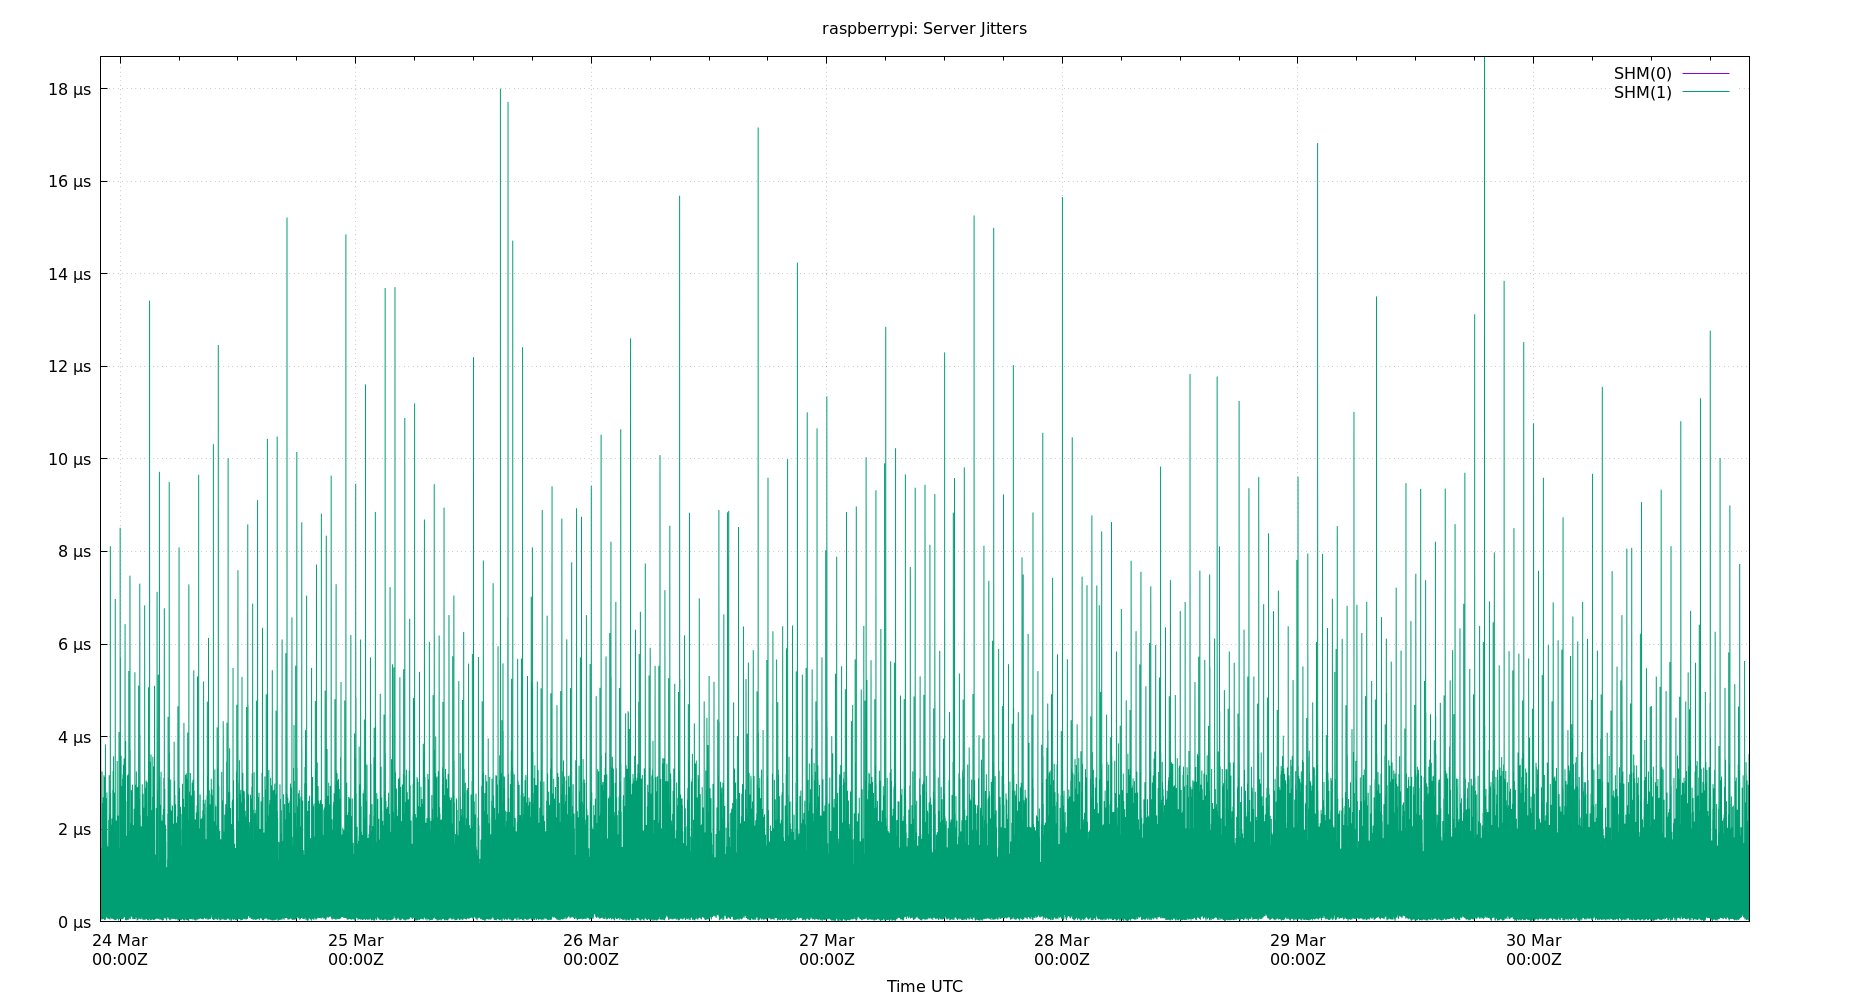 raspberrypi: Server Jitters
SHM(0)
SHM(1)
18 µs
16 µs
14 µs
12 µs
10 µs
8 µs
6 µs
4 µs
2 µs
0 µs
24 Mar 25 Mar 26 Mar 27 Mar 28 Mar 29 Mar 30 Mar
00:00Z 00:00Z 00:00Z 00:00Z 00:00Z 00:00Z 00:00Z
Time UTC